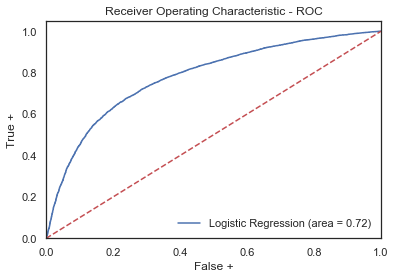 Receiver Operating Characteristic - ROC
1.0
0.8
0.6
0.4
0.2
0.0
True +
Logistic Regression (area = 0.72)
0.0 0.2 0.4 0.6 0.8 1.0
False +